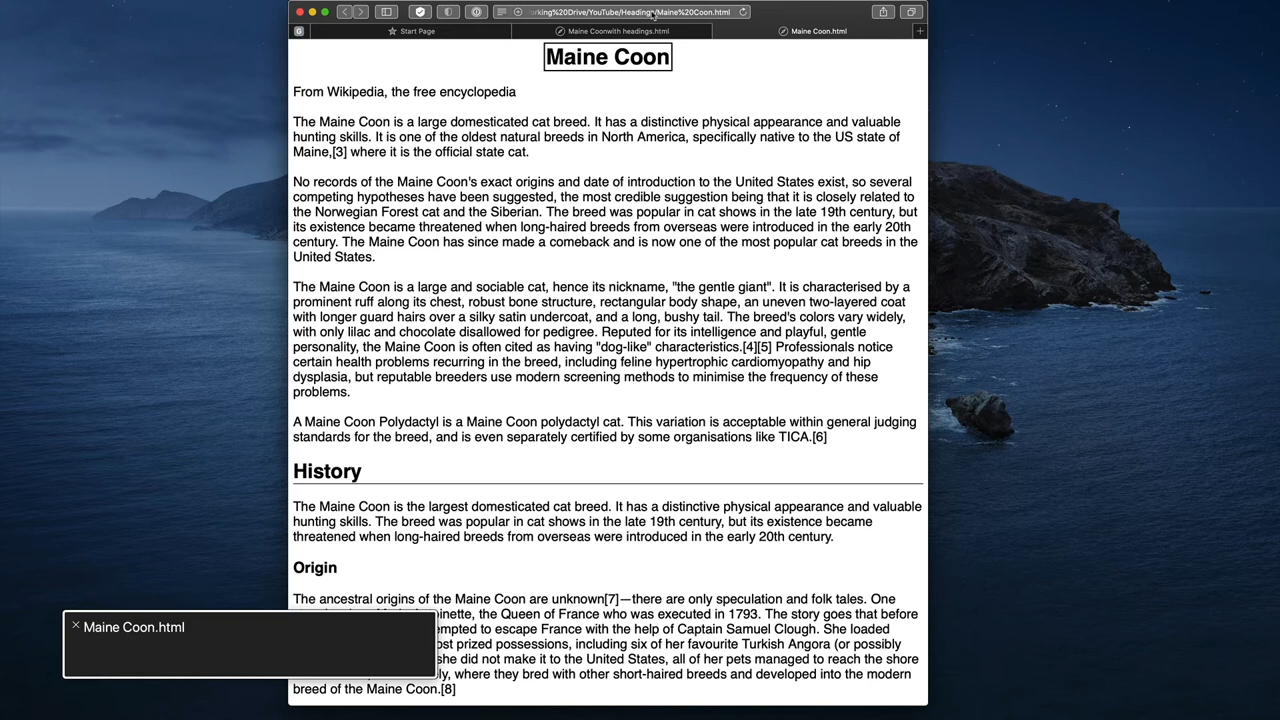 orking%20Drive/YouTube/Heading
/Maine%20Coon.html
G
Start Page
Maine Coonwith headings.html
Maine Coon.html
Maine Coon
From Wikipedia, the free encyclopedia
The Maine Coon is a large domesticated cat breed. It has a distinctive physical appearance and valuable
hunting skills. It is one of the oldest natural breeds in North America, specifically native to the US state of
Maine,[3] where it is the official state cat.
No records of the Maine Coon's exact origins and date of introduction to the United States exist, so several
competing hypotheses have been suggested, the most credible suggestion being that it is closely related to
the Norwegian Forest cat and the Siberian. The breed was popular in cat shows in the late 19th century, but
its existence became threatened when long-haired breeds from overseas were introduced in the early 20th
century. The Maine Coon has since made a comeback and is now one of the most popular cat breeds in the
United States.
The Maine Coon is a large and sociable cat, hence its nickname, "the gentle giant". It is characterised by a
prominent ruff along its chest, robust bone structure, rectangular body shape, an uneven two-layered coat
with longer guard hairs over a silky satin undercoat, and a long, bushy tail. The breed's colors vary widely,
with only lilac and chocolate disallowed for pedigree. Reputed for its intelligence and playful, gentle
personality, the Maine Coon is often cited as having "dog-like" characteristics.[4][5] Professionals notice
certain health problems recurring in the breed, including feline hypertrophic cardiomyopathy and hip
dysplasia, but reputable breeders use modern screening methods to minimise the frequency of these
problems.
A Maine Coon Polydactyl is a Maine Coon polydactyl cat. This variation is acceptable within general judging
standards for the breed, and is even separately certified by some organisations like TICA.[6]
History
The Maine Coon is the largest domesticated cat breed. It has a distinctive physical appearance and valuable
hunting skills. The breed was popular in cat shows in the late 19th century, but its existence became
threatened when long-haired breeds from overseas were introduced in the early 20th century.
Origin
The ancestral origins of the Maine Coon are unknown[7]—there are only speculation and folk tales. One
inette, the Queen of France who was executed in 1793. The story goes that before
empted to escape France with the help of Captain Samuel Clough. She loaded
ost prized possessions, including six of her favourite Turkish Angora (or possibly
she did not make it to the United States, all of her pets managed to reach the shore
ly, where they bred with other short-haired breeds and developed into the modern
breed of the Maine Coon.[8]
Maine Coon.html